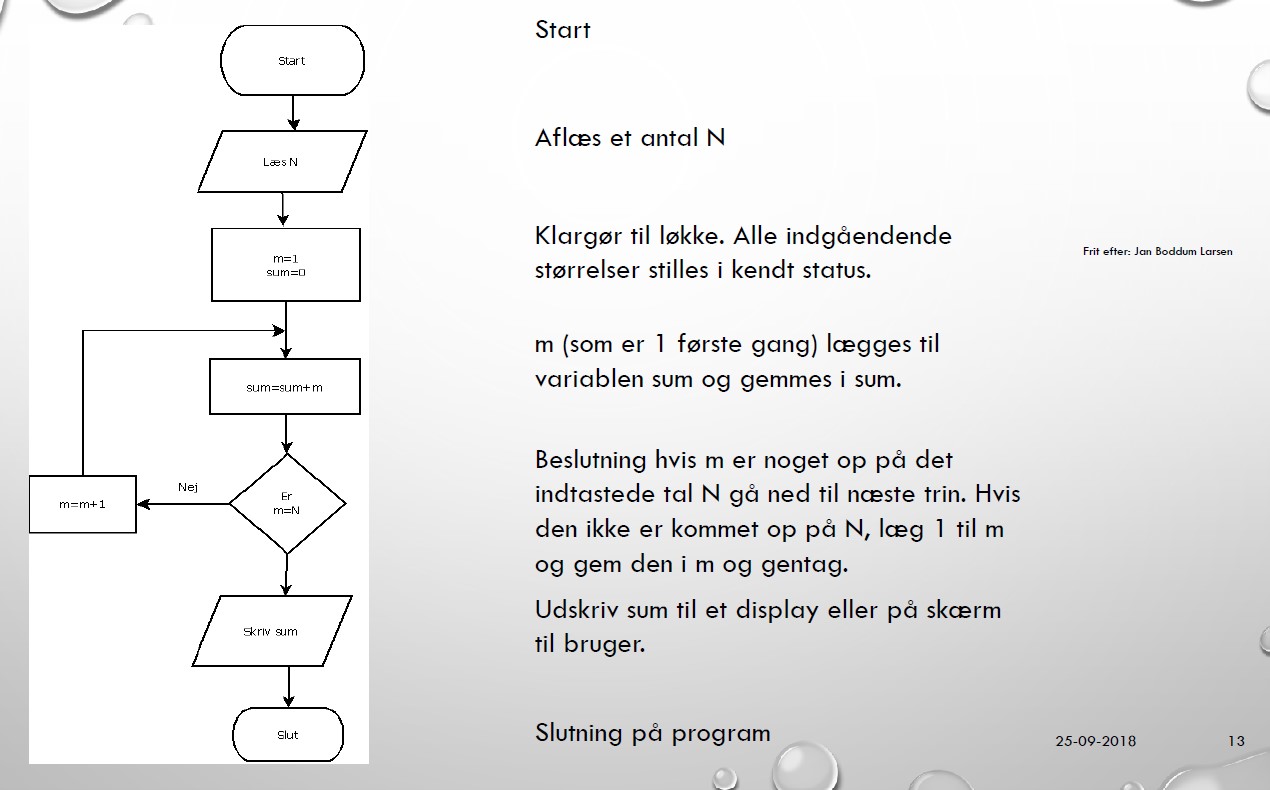 Start
Læs N
m=1
sum=0
sum=sum+m
Nej
m=m+1
Er
m=N
Skriv sum
Slut
Start
Aflæs et antal N
Klargør til løkke. Alle indgåendende
størrelser stilles i kendt status.
m (som er 1 første gang) lægges til
variablen sum og gemmes i sum.
Beslutning hvis m er noget op på det
indtastede tal N gå ned til næste trin. Hvis
den ikke er kommet op på N, læg 1 til m
og gem den i m og gentag.
Udskriv sum til et display eller på skærm
til bruger.
Slutning på program
Frit efter: Jan Boddum Larsen
25-09-2018
13